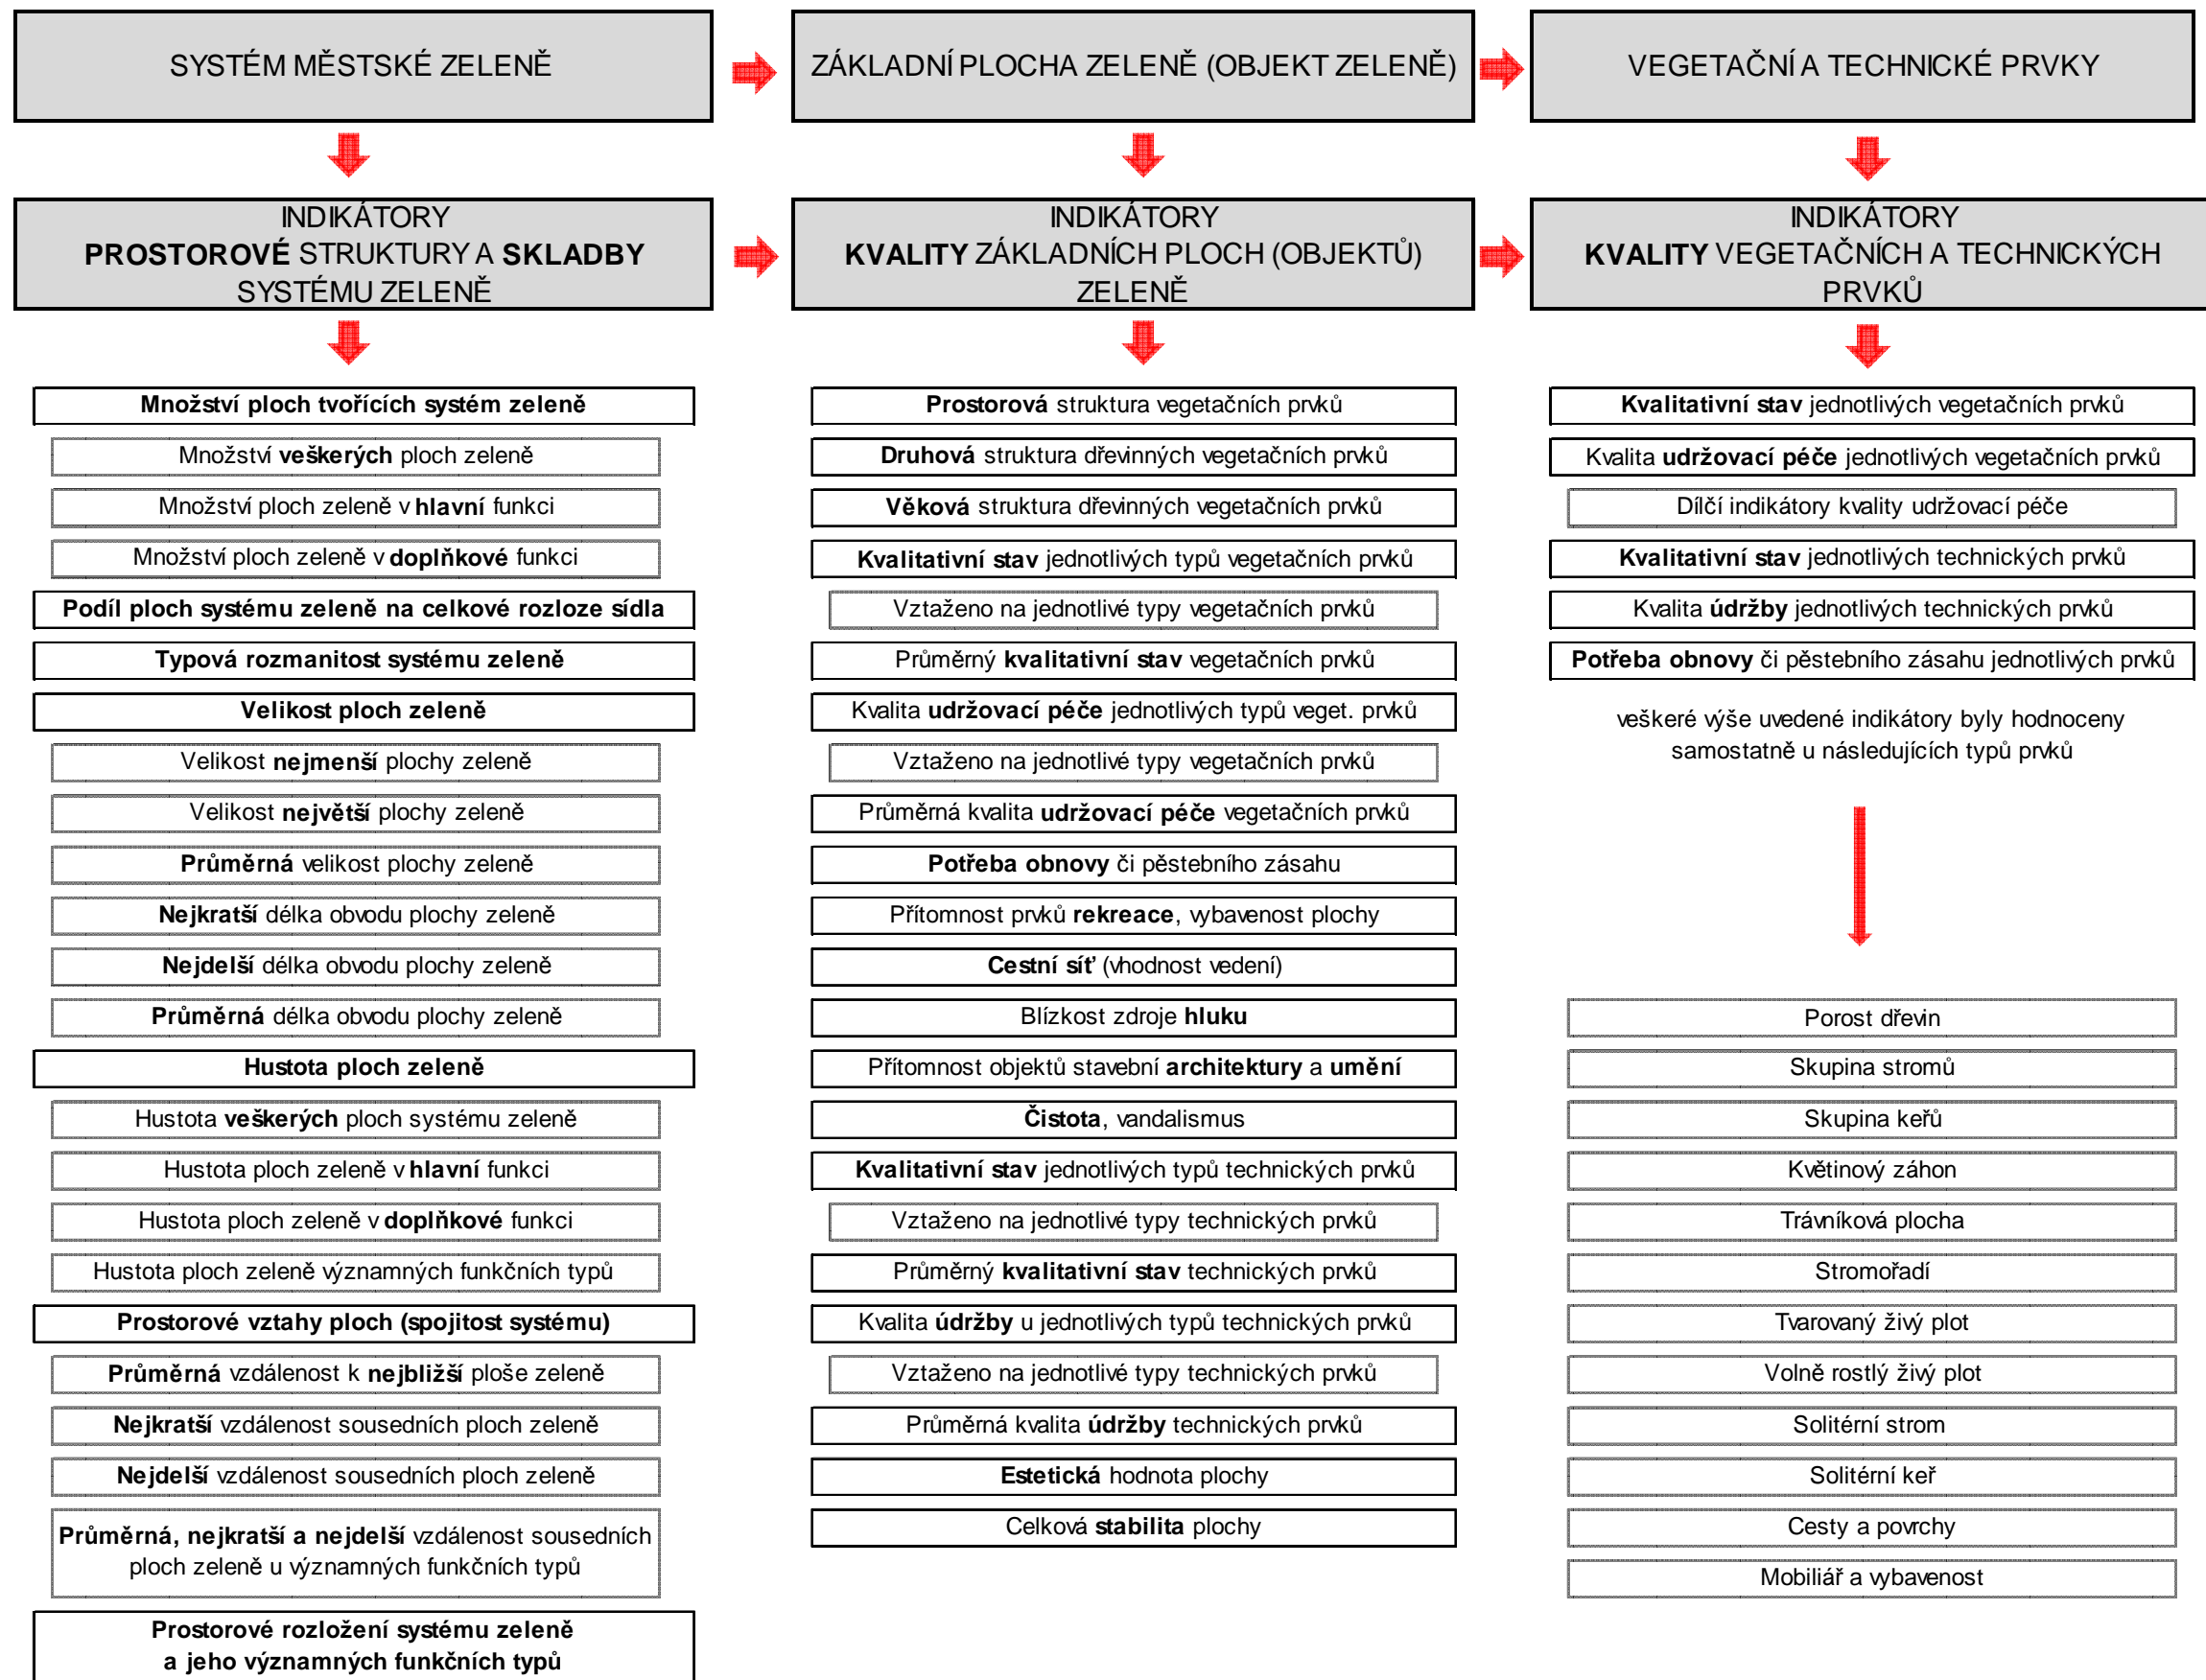 SYSTÉM MĚSTSKÉ ZELENĚ
ZÁKLADNÍ PLOCHA ZELENĚ (OBJEKT ZELENĚ)
VEGETAČNÍ A TECHNICKÉ PRVKY
INDIKÁTORY
PROSTOROVÉ STRUKTURY A SKLADBY
SYSTÉMU ZELENĚ
INDIKÁTORY
KVALITY ZÁKLADNÍCH PLOCH (OBJEKTŮ)
ZELENĚ
INDIKÁTORY
KVALITY VEGETAČNÍCH A TECHNICKÝCH
PRVKŮ
Množství ploch tvořících systém zeleně
Množství veškerých ploch zeleně
Množství ploch zeleně v hlavní funkci
Množství ploch zeleně v doplňkové funkci
Podíl ploch systému zeleně na celkové rozloze sídla
Typová rozmanitost systému zeleně
Velikost ploch zeleně
Velikost nejmenší plochy zeleně
Velikost největší plochy zeleně
Průměrná velikost plochy zeleně
Nejkratší délka obvodu plochy zeleně
Nejdelší délka obvodu plochy zeleně
Průměrná délka obvodu plochy zeleně
Hustota ploch zeleně
Hustota veškerých ploch systému zeleně
Hustota ploch zeleně v hlavní funkci
Hustota ploch zeleně v doplňkové funkci
Hustota ploch zeleně významných funkčních typů
Prostorové vztahy ploch (spojitost systému)
Průměrná vzdálenost k nejbližší ploše zeleně
Nejkratší vzdálenost sousedních ploch zeleně
Nejdelší vzdálenost sousedních ploch zeleně
Průměrná, nejkratší a nejdelší vzdálenost sousedních
ploch zeleně u významných funkčních typů
Prostorové rozložení systému zeleně
a jeho významných funkčních typů
Prostorová struktura vegetačních prvků
Druhová struktura dřevinných vegetačních prvků
Věková struktura dřevinných vegetačních prvků
Kvalitativní stav jednotlivých typů vegetačních prvků
Vztaženo na jednotlivé typy vegetačních prvků
Průměrný kvalitativní stav vegetačních prvků
Kvalita udržovací péče jednotlivých typů veget. prvků
Vztaženo na jednotlivé typy vegetačních prvků
Průměrná kvalita udržovací péče vegetačních prvků
Potřeba obnovy či pěstebního zásahu
Přítomnost prvků rekreace, vybavenost plochy
Cestní síť (vhodnost vedení)
Blízkost zdroje hluku
Přítomnost objektů stavební architektury a umění
Čistota, vandalismus
Kvalitativní stav jednotlivých typů technických prvků
Vztaženo na jednotlivé typy technických prvků
Průměrný kvalitativní stav technických prvků
Kvalita údržby u jednotlivých typů technických prvků
Vztaženo na jednotlivé typy technických prvků
Průměrná kvalita údržby technických prvků
Estetická hodnota plochy
Celková stabilita plochy
Kvalitativní stav jednotlivých vegetačních prvků
Kvalita udržovací péče jednotlivých vegetačních prvků
Dílčí indikátory kvality udržovací péče
Kvalitativní stav jednotlivých technických prvků
Kvalita údržby jednotlivých technických prvků
Potřeba obnovy či pěstebního zásahu jednotlivých prvků
veškeré výše uvedené indikátory byly hodnoceny
samostatně u následujících typů prvků
Porost dřevin
Skupina stromů
Skupina keřů
Květinový záhon
Trávníková plocha
Stromořadí
Tvarovaný živý plot
Volně rostlý živý plot
Solitérní strom
Solitérní keř
Cesty a povrchy
Mobiliář a vybavenost